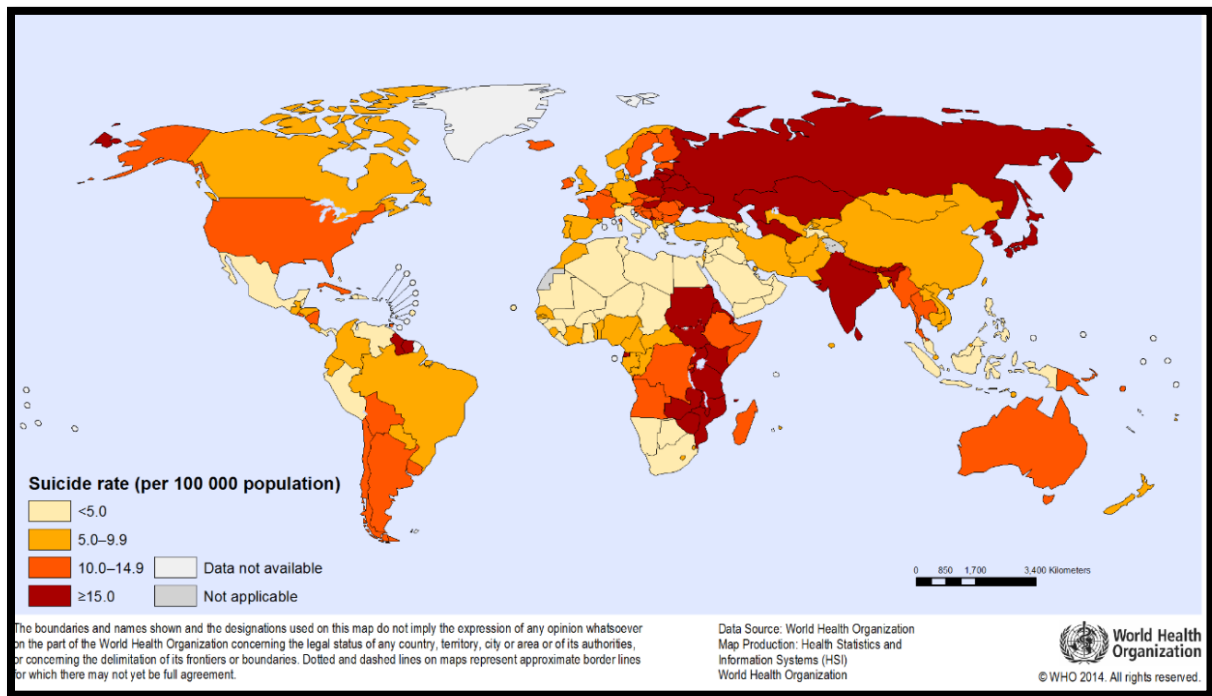 Suicide rate (per 100 000 population)
<5.0
5.0–9.9
10.0–14.9
≥15.0
Data not available
Not applicable
0 850 1,700 3,400 Kilometers
The boundaries and names shown and the designations used on this map do not imply the expression of any opinion whatsoever
on the part of the World Health Organization concerning the legal status of any country, territory, city or area or of its authorities,
or concerning the delimitation of its frontiers or boundaries. Dotted and dashed lines on maps represent approximate border lines
for which there may not yet be full agreement.
Data Source: World Health Organization
Map Production: Health Statistics and
Information Systems (HSI)
World Health Organization
World Health
Organization
© WHO 2014. All rights reserved.